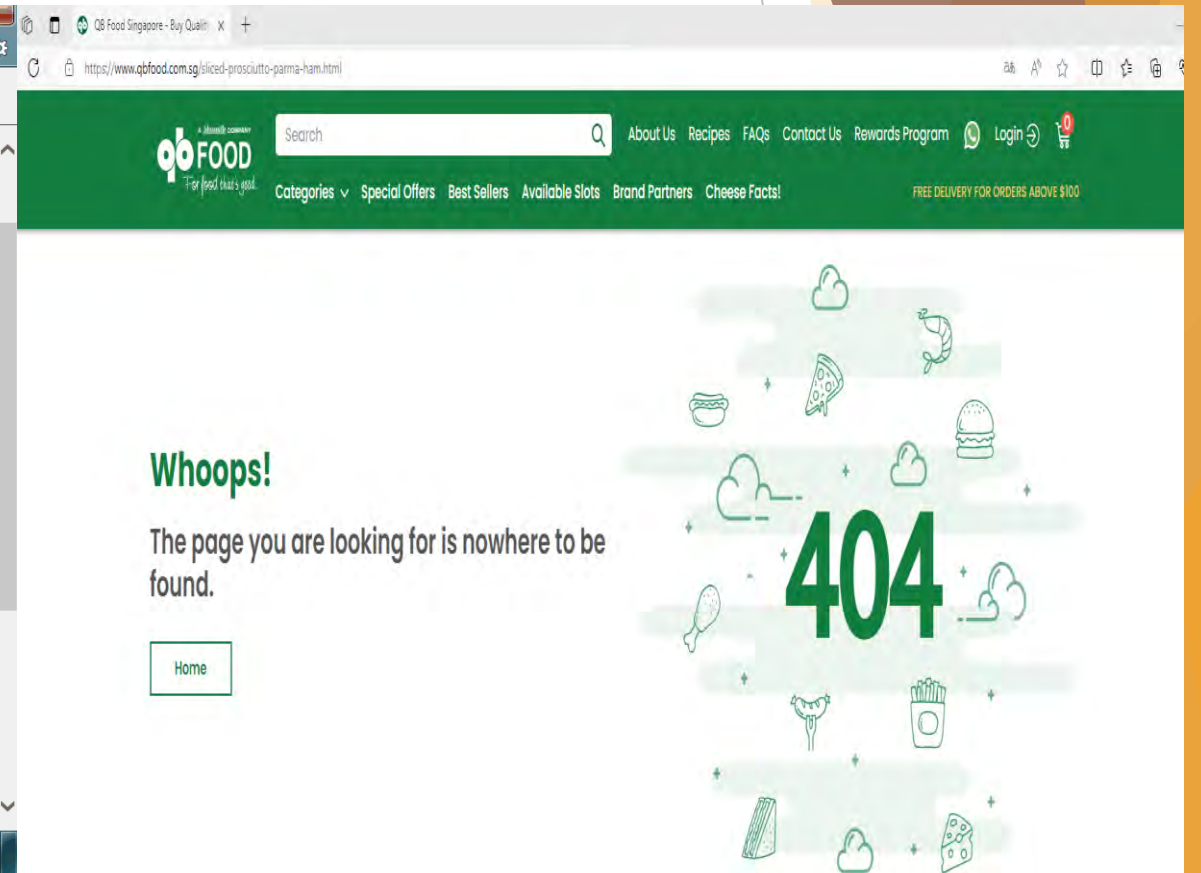 QB Food Singapore - Buy Qualit
https://www.qbfood.com.sg/sliced-prosciutto-parma-ham.html
qb FOOD
For food that's good.
Search
About Us Recipes FAQs Contact Us Rewards Program Login 0
Categories Special Offers Best Sellers Available Slots Brand Partners Cheese Facts!
FREE DELIVERY FOR ORDERS ABOVE $100
Whoops!
The page you are looking for is nowhere to be
found.
Home
404